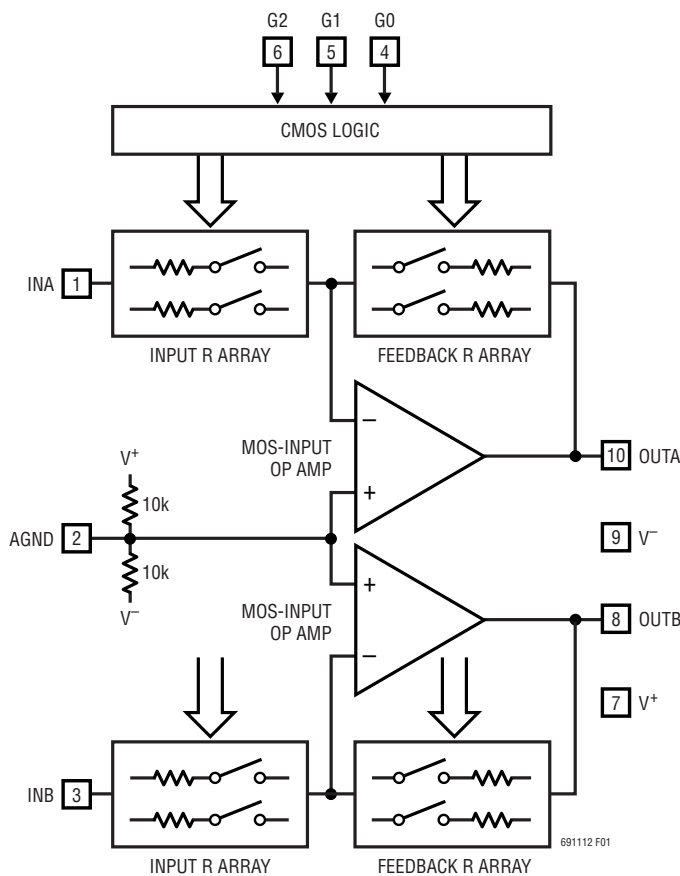 G2 G1 G0
6 5 4
CMOS LOGIC
INA 1
INPUT R ARRAY
FEEDBACK R ARRAY
MOS-INPUT
OP AMP
−
+
10 OUTA
V+
10k
AGND 2
10k
V−
9 V−
MOS-INPUT
OP AMP
+
−
8 OUTB
7 V+
INB 3
INPUT R ARRAY
FEEDBACK R ARRAY
691112 F01